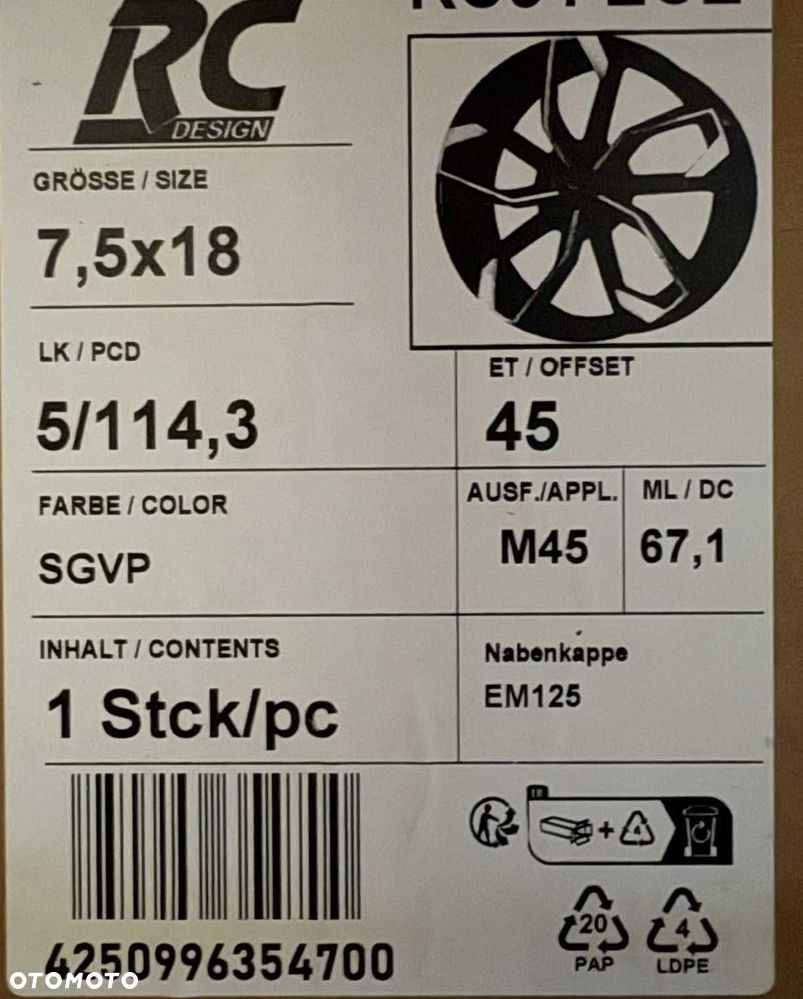 RC
DESIGN
GRÖSSE / SIZE
7,5x18
LK / PCD
5/114,3
ET / OFFSET
45
FARBE / COLOR
SGVP
AUSF./APPL.
M45
ML / DC
67,1
INHALT / CONTENTS
1 Stck/pc
Nabenkappe
EM125
4250996354700
+
4
20
PAP
4
LDPE
OTOMOTO